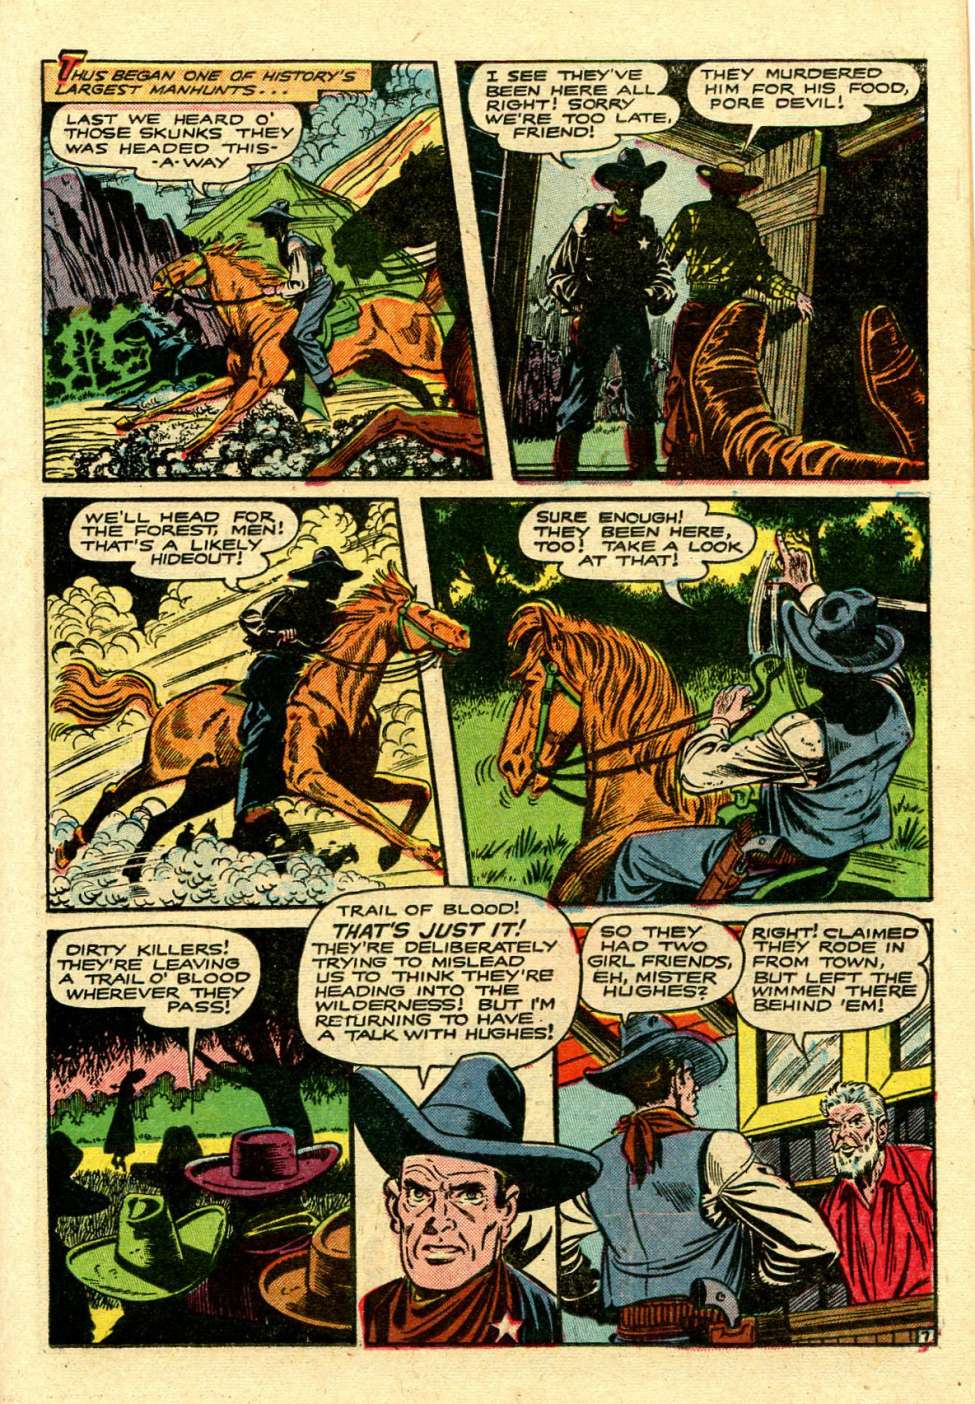 THUS BEGAN ONE OF HISTORY'S
LARGEST MANHUNTS...
LAST WE HEARD O'
THOSE SKUNKS THEY
WAS HEADED THIS-
-A-WAY
I SEE THEY'VE
BEEN HERE ALL
RIGHT! SORRY
WE'RE TOO LATE,
FRIEND!
THEY MURDERED
HIM FOR HIS FOOD,
PORE DEVIL!
WE'LL HEAD FOR
THE FOREST, MEN!
THAT'S A LIKELY
HIDEOUT!
SURE ENOUGH!
THEY BEEN HERE,
TOO! TAKE A LOOK
AT THAT!
DIRTY KILLERS!
THEY'RE LEAVING
A TRAIL O' BLOOD
WHEREVER THEY
PASS!
TRAIL OF BLOOD!
THAT'S JUST IT!
THEY'RE DELIBERATELY
TRYING TO MISLEAD
US TO THINK THEY'RE
HEADING INTO THE
WILDERNESS! BUT I'M
RETURNING TO HAVE
A TALK WITH HUGHES!
SO THEY
HAD TWO
GIRL FRIENDS,
EH, MISTER
HUGHES?
RIGHT! CLAIMED
THEY RODE IN
FROM TOWN,
BUT LEFT THE
WIMMEN THERE
BEHIND 'EM!
7